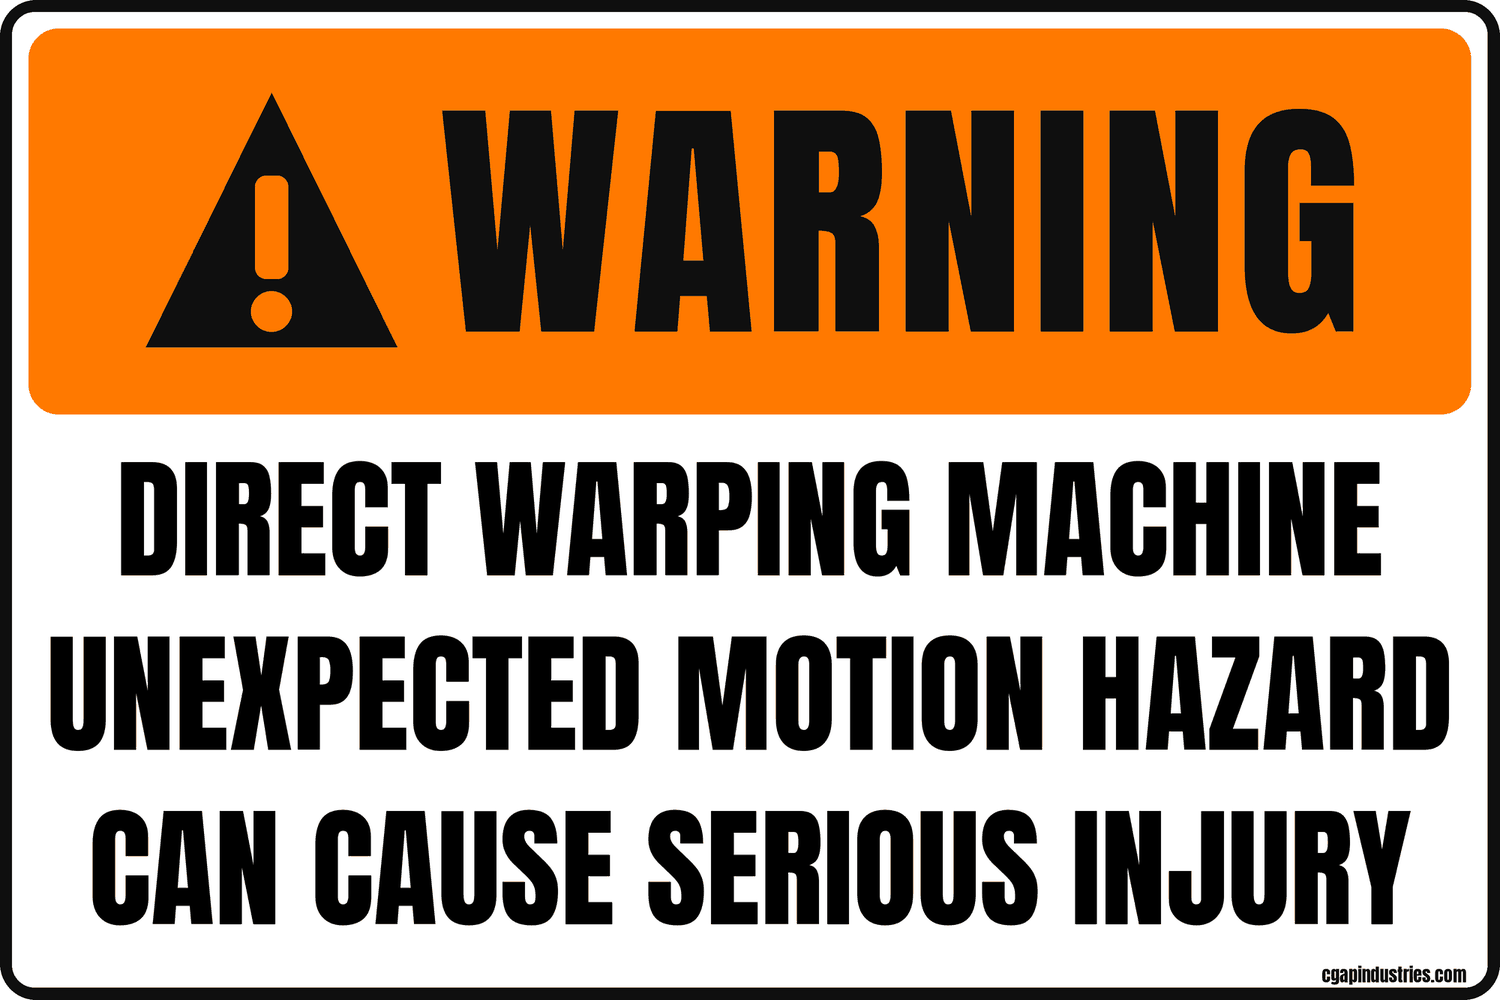 WARNING
DIRECT WARPING MACHINE
UNEXPECTED MOTION HAZARD
CAN CAUSE SERIOUS INJURY
cgapindustries.com